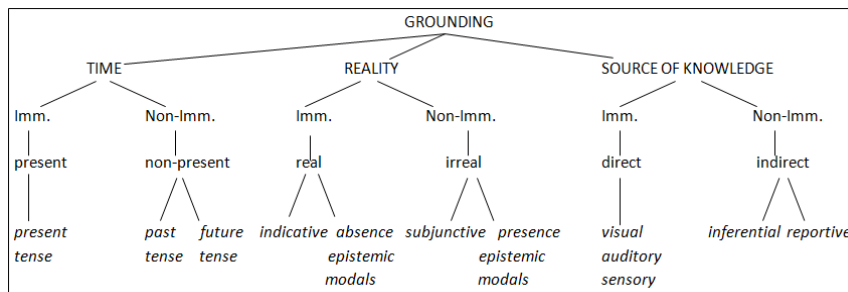 GROUNDING
TIME REALITY SOURCE OF KNOWLEDGE
Imm. Non-Imm. Imm. Non-Imm. Imm. Non-Imm.
present non-present real irreal direct indirect
present past future indicative absence subjunctive presence visual inferential reportive
tense tense tense epistemic epistemic auditory
modals modals sensory